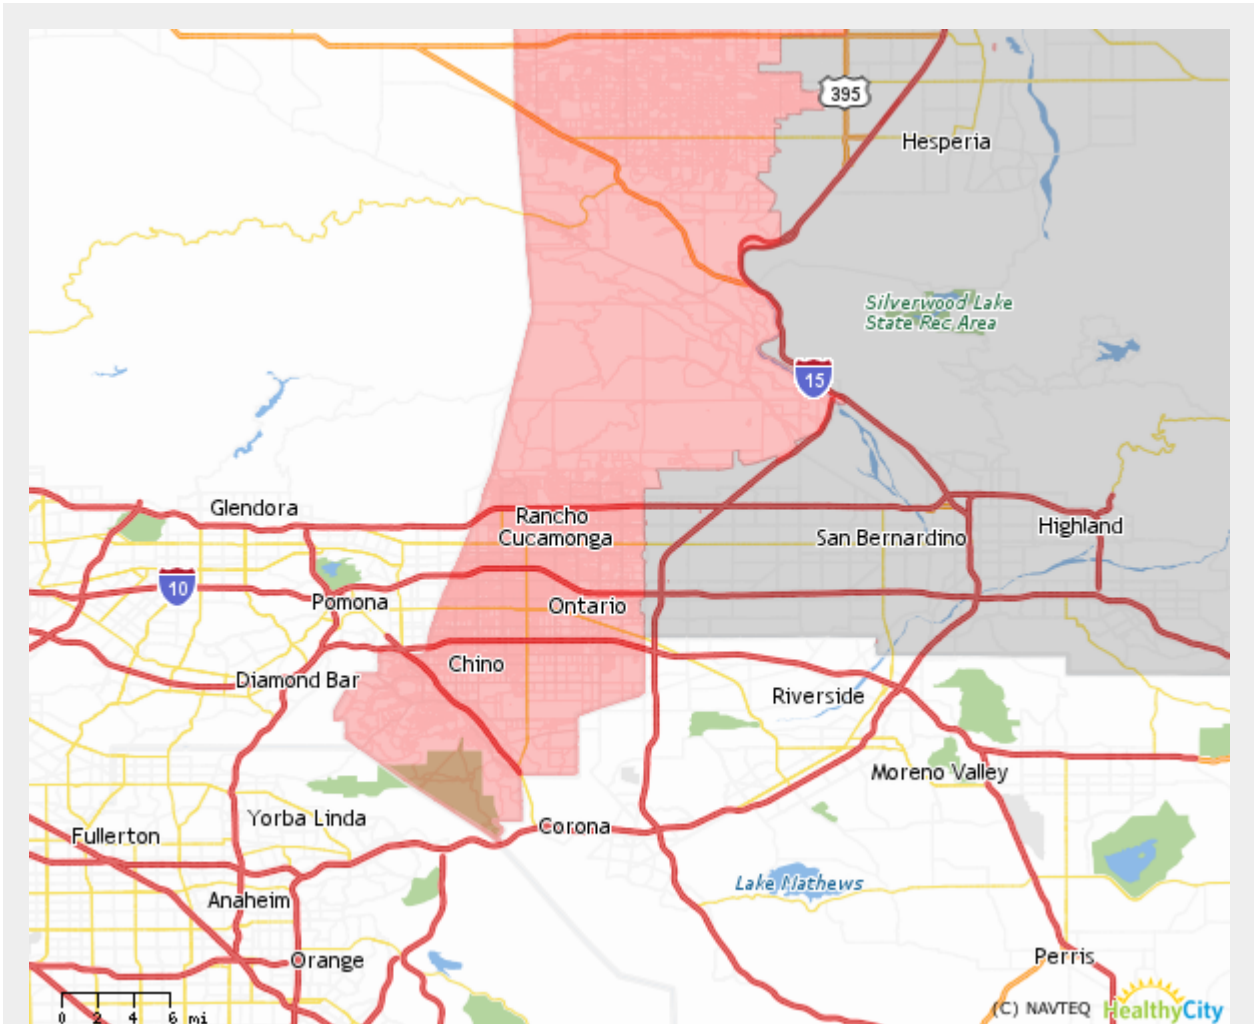 395
Hesperia
Silverwood Lake
State Rec Area
15
Glendora
Rancho
Cucamonga
San Bernardino
Highland
10
Pomona
Ontario
Chino
Diamond Bar
Riverside
Moreno Valley
Yorba Linda
Corona
Fullerton
Lake Mathews
Anaheim
Orange
Perris
0 2 4 6 mi
(C) NAVTEQ HealthyCity